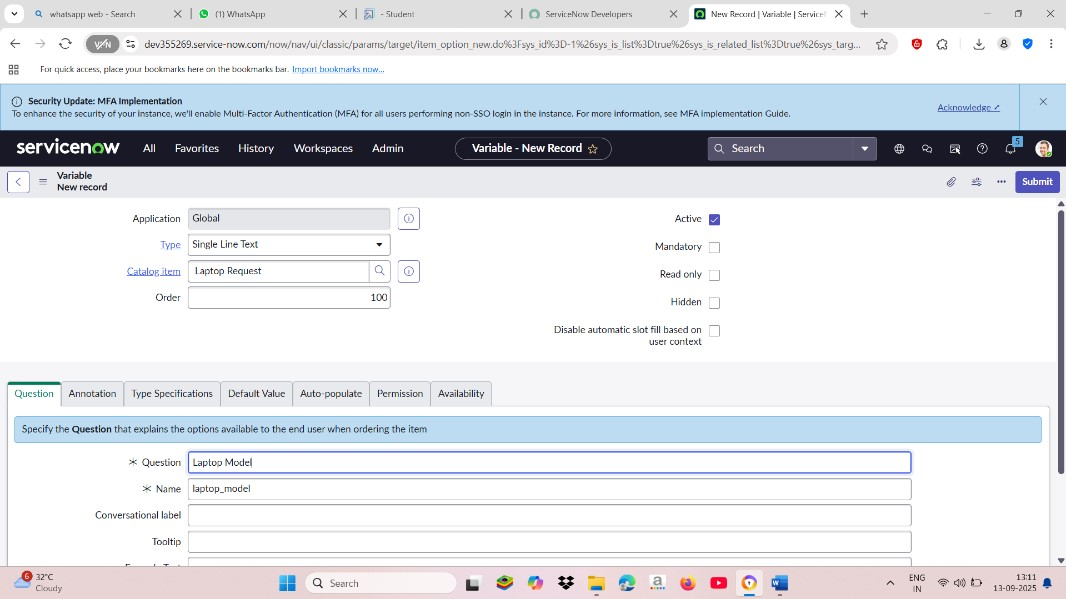 whatsapp web - Search
(1) WhatsApp
- Student
ServiceNow Developers
New Record | Variable | Service
VPN
dev355269.service-now.com/now/nav/ui/classic/params/target/item_option_new.do%3Fsys_id%3D-1%26sys_is_list%3Dtrue%26sys_is_related_list%3Dtrue%26sys_targ...
For quick access, place your bookmarks here on the bookmarks bar. Import bookmarks now...
Security Update: MFA Implementation
To enhance the security of your instance, we'll enable Multi-Factor Authentication (MFA) for all users performing non-SSO login in the instance. For more information, see MFA Implementation Guide.
Acknowledge
servicenow
All
Favorites
History
Workspaces
Admin
Variable - New Record
Search
5
Variable
New record
Submit
Application
Global
Type
Single Line Text
Catalog item
Laptop Request
Order
100
Active
Mandatory
Read only
Hidden
Disable automatic slot fill based on
user context
Question
Annotation
Type Specifications
Default Value
Auto-populate
Permission
Availability
Specify the Question that explains the options available to the end user when ordering the item
Question
Laptop Model
Name
laptop_model
Conversational label
Tooltip
6
32°C
Cloudy
Search
ENG
IN
13:11
13-09-2025